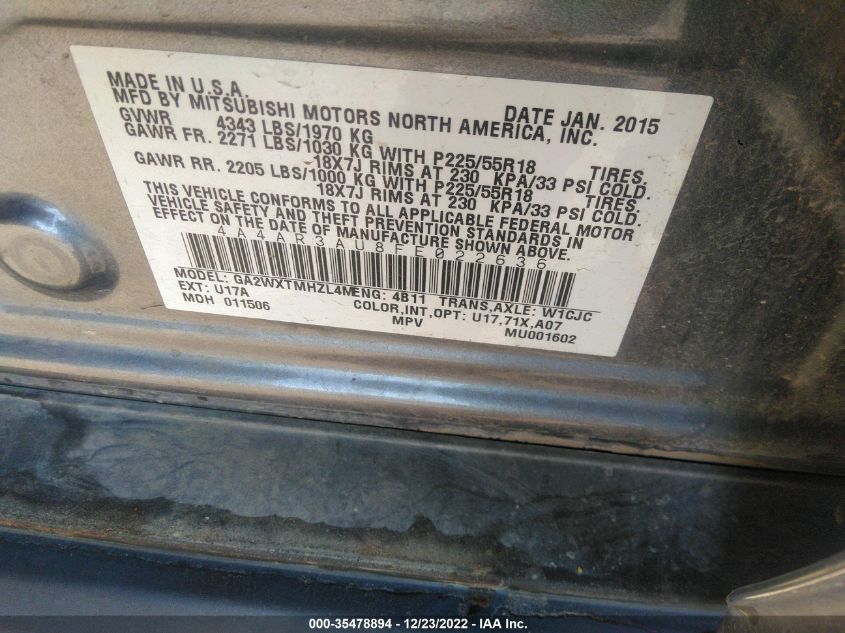 MADE IN U.S.A. DATE JAN. 2015
MFD BY MITSUBISHI MOTORS NORTH AMERICA, INC.
GVWR 4343 LBS/1970 KG
GAWR FR. 2271 LBS/1030 KG WITH P225/55R18 TIRES,
18X7J RIMS AT 230 KPA/33 PSI COLD.
GAWR RR. 2205 LBS/1000 KG WITH P225/55R18 TIRES,
18X7J RIMS AT 230 KPA/33 PSI COLD.
THIS VEHICLE CONFORMS TO ALL APPLICABLE FEDERAL MOTOR
VEHICLE SAFETY AND THEFT PREVENTION STANDARDS IN
EFFECT ON THE DATE OF MANUFACTURE SHOWN ABOVE.
4A4AR3AU8FE022636
MODEL: GA2WXTMHZL4M ENG: 4B11 TRANS,AXLE: W1CJC
EXT: U17A COLOR,INT,OPT: U17,71X,A07
MDH 011506 MPV MU001602
000-35478894 - 12/23/2022 - IAA Inc.